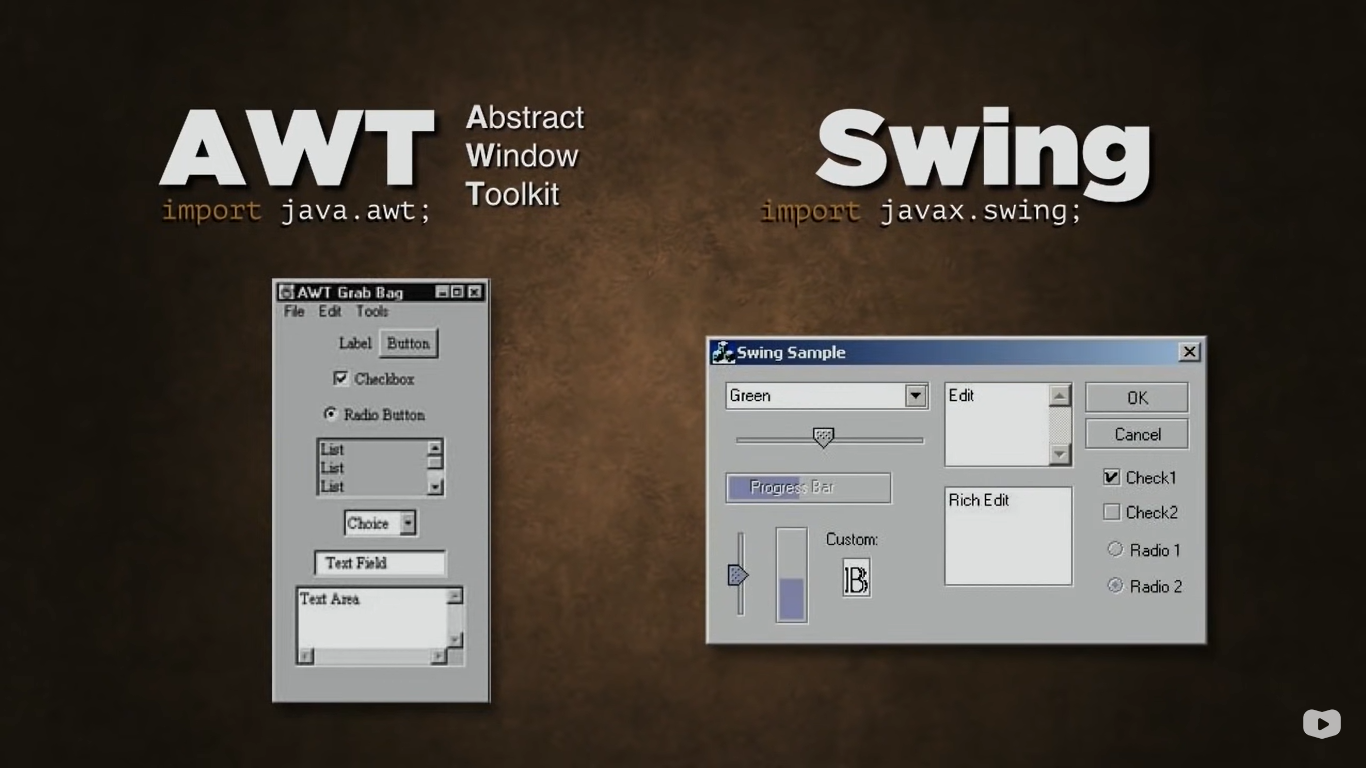 AWT
Abstract
Window
Toolkit
import java.awt;
Swing
import javax.swing;
AWT Grab Bag
File Edit Tools
Label Button
Checkbox
Radio Button
List
List
List
Choice
Text Field
Text Area
Swing Sample
Green
Progress Bar
Custom:
B
Edit
Rich Edit
OK
Cancel
Check1
Check2
Radio 1
Radio 2